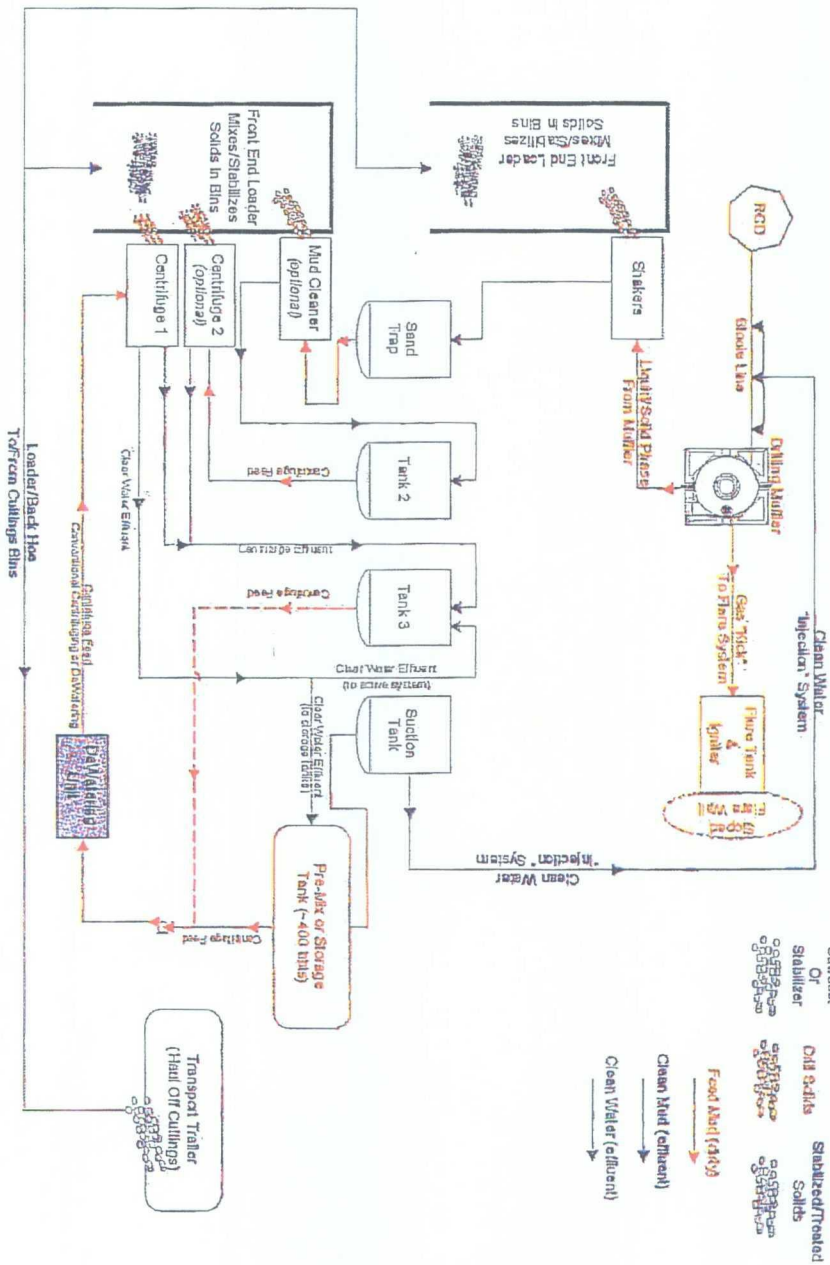 RCD
Blooie Line
Drilling Muffler
Gas "Kick"
To Flare System
Flare Tank
&
Igniter
Sloped
Flare Wall
Clean Water
"Injection" System
Clean Water
"Injection" System
Liquid/Solid Phase
From Muffler
Shakers
Front End Loader
Mixes/Stabilizes
Solids In Bins
Sand
Trap
Tank 2
Tank 3
Suction
Tank
Centrifuge Feed
Centrifuge Feed
Front End Loader
Mixes/Stabilizes
Solids In Bins
Mud Cleaner
(optional)
Centrifuge 2
(optional)
Centrifuge 1
Clear Water Effluent
Clear Water Effluent
Clear Water Effluent
(to storage tanks)
Pre-Mix or Storage
Tank (~400 bbls)
Centrifuge Feed
DeWatering
Unit
Centrifuge Feed
Conventional Centrifuging or DeWatering
Loader/Back Hoe
To/From Cuttings Bins
Transport Trailer
(Haul Off Cuttings)
Or
Stabilizer
Drill Solids
Stabilized/Treated
Solids
Feed Mud (dirty)
Clean Mud (effluent)
Clean Water (effluent)